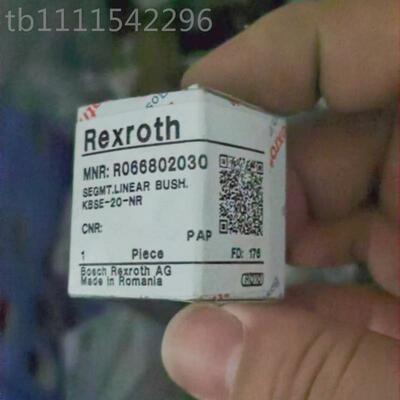 tb1111542296
Rexroth
MNR: R066802030
SEGMT.LINEAR BUSH.
KBSE-20-NR
CNR:
PAP
1 Piece
FD: 176
Bosch Rexroth AG
Made in Romania